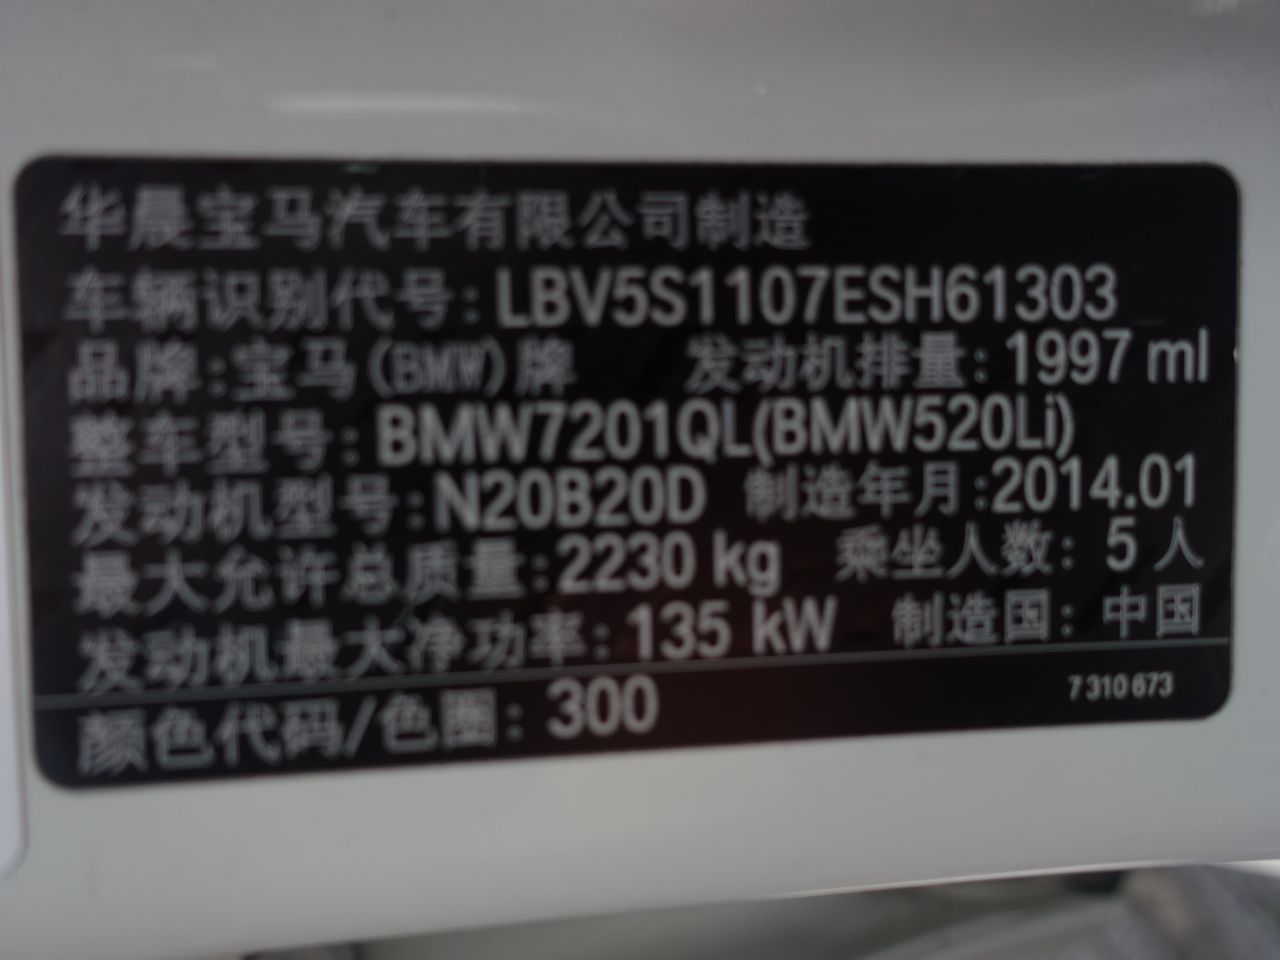 华晨宝马汽车有限公司制造
车辆识别代号: LBV5S1107ESH61303
品牌:宝马(BMW)牌 发动机排量: 1997 ml
整车型号: BMW7201QL(BMW520Li)
发动机型号:N20B20D 制造年月:2014.01
最大允许总质量:2230 kg 乘坐人数: 5 人
发动机最大净功率: 135 kW 制造国: 中国
颜色代码/色圈: 300 7 310 673